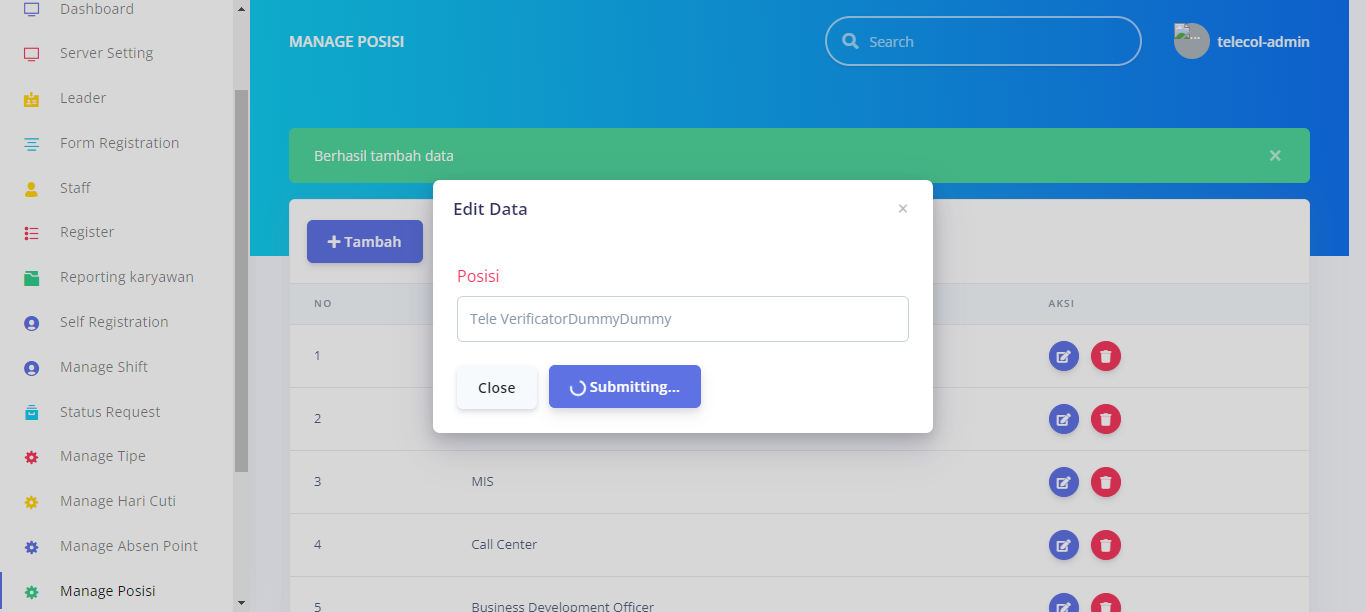 Dashboard
Server Setting
Leader
Form Registration
Staff
Register
Reporting karyawan
Self Registration
Manage Shift
Status Request
Manage Tipe
Manage Hari Cuti
Manage Absen Point
Manage Posisi
MANAGE POSISI
Search
...
telecol-admin
Berhasil tambah data
×
Tambah
Edit Data
×
Posisi
Tele VerificatorDummyDummy
Close
Submitting...
NO
AKSI
1
2
3
MIS
4
Call Center
5
Business Development Officer